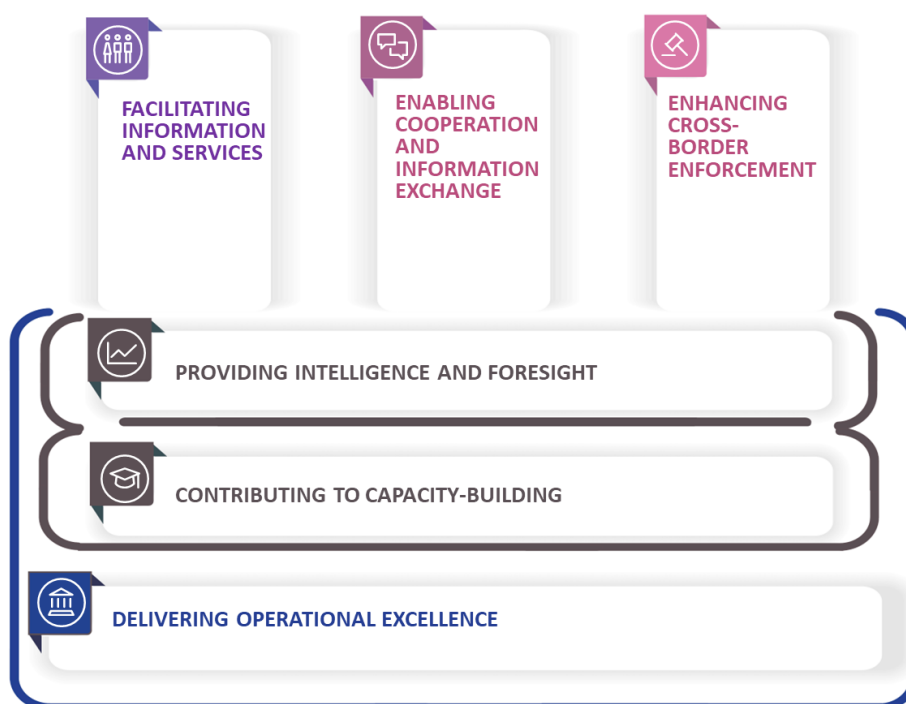 FACILITATING
INFORMATION
AND SERVICES
ENABLING
COOPERATION
AND
INFORMATION
EXCHANGE
ENHANCING
CROSS-
BORDER
ENFORCEMENT
PROVIDING INTELLIGENCE AND FORESIGHT
CONTRIBUTING TO CAPACITY-BUILDING
DELIVERING OPERATIONAL EXCELLENCE